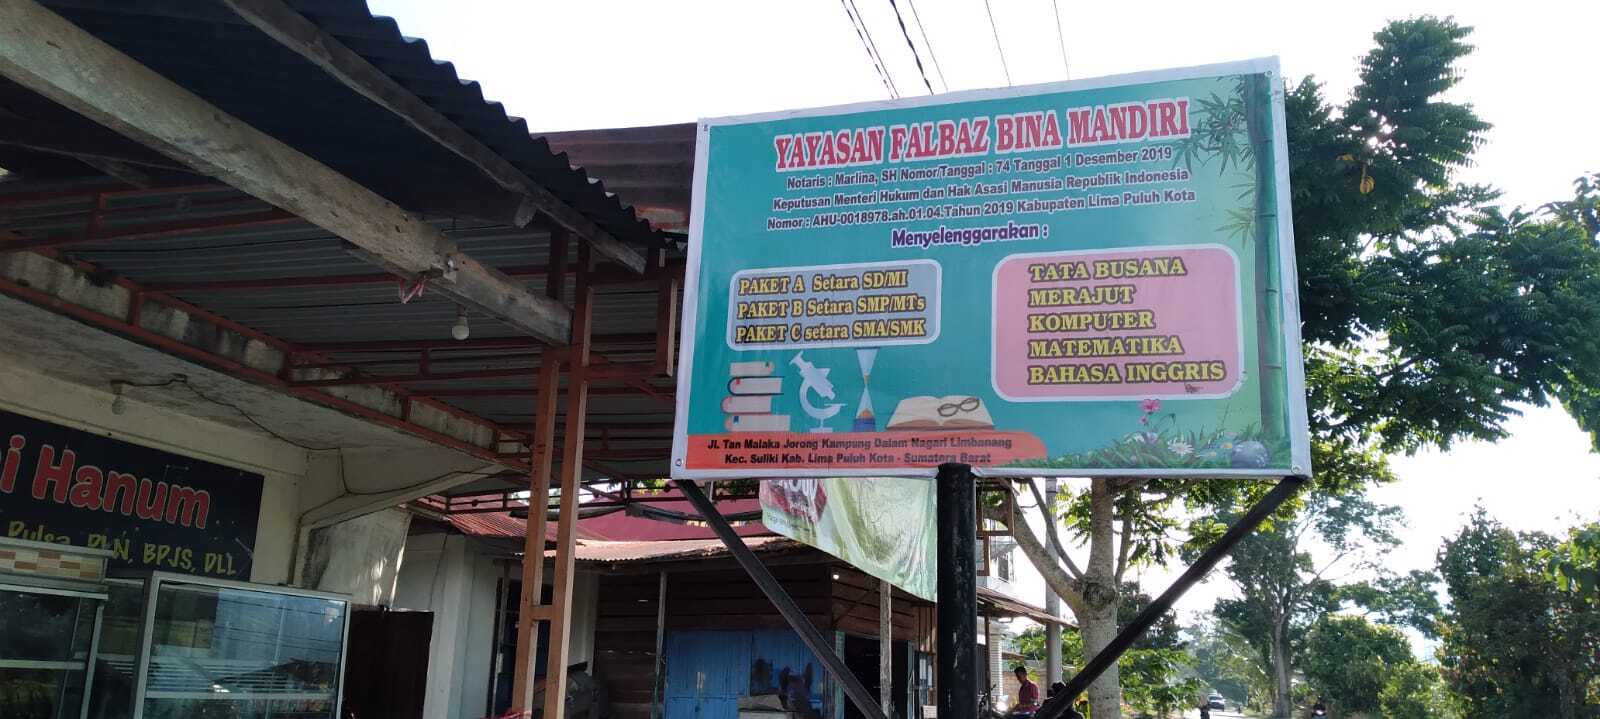 YAYASAN FALBAZ BINA MANDIRI
Notaris : Marlina, SH Nomor/Tanggal : 74 Tanggal 1 Desember 2019
Keputusan Menteri Hukum dan Hak Asasi Manusia Republik Indonesia
Nomor : AHU-0018978.ah.01.04.Tahun 2019 Kabupaten Lima Puluh Kota
Menyelenggarakan :
PAKET A Setara SD/MI
PAKET B Setara SMP/MTs
PAKET C setara SMA/SMK
TATA BUSANA
MERAJUT
KOMPUTER
MATEMATIKA
BAHASA INGGRIS
Jl. Tan Malaka Jorong Kampung Dalam Nagari Limbanang
Kec. Suliki Kab. Lima Puluh Kota - Sumatera Barat
Hanum
Pulsa, PLN, BPJS, DLL